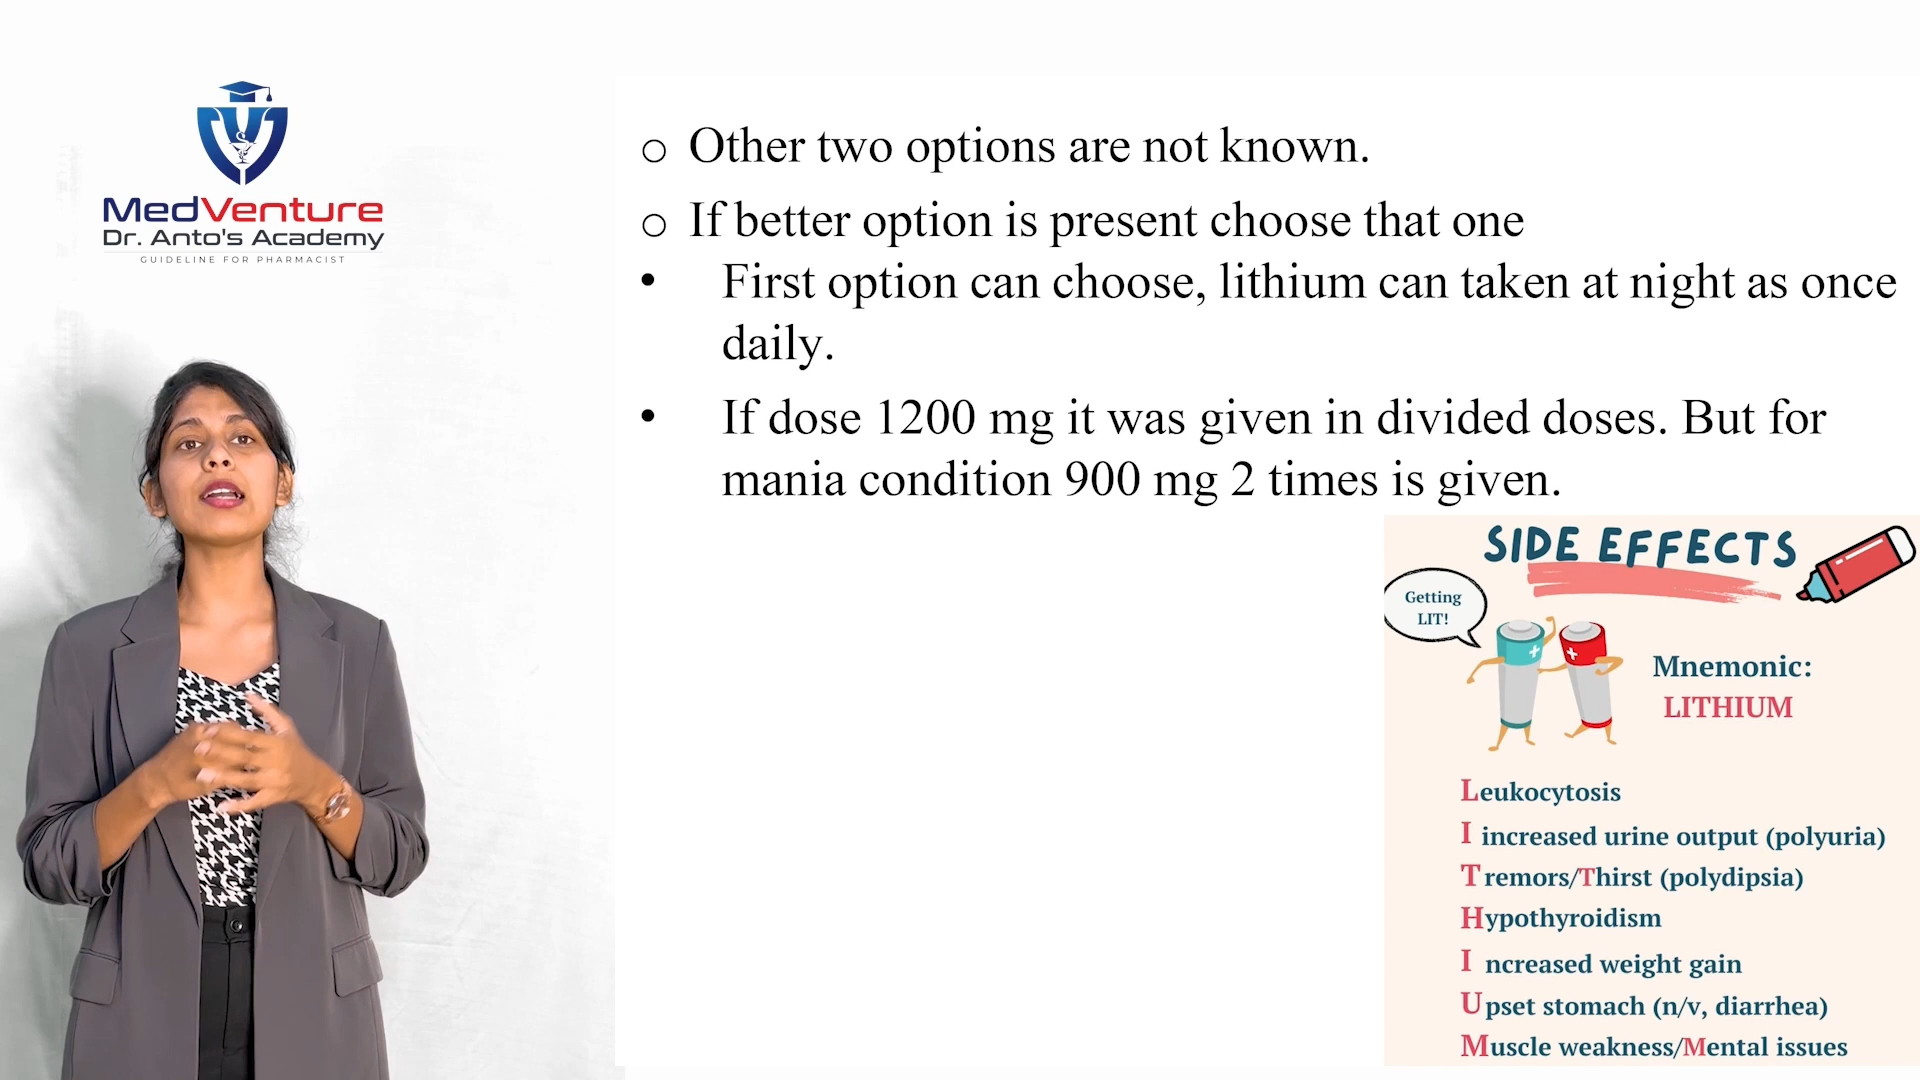 MedVenture
Dr. Anto's Academy
GUIDELINE FOR PHARMACIST
o Other two options are not known.
o If better option is present choose that one
• First option can choose, lithium can taken at night as once
daily.
• If dose 1200 mg it was given in divided doses. But for
mania condition 900 mg 2 times is given.
SIDE EFFECTS
Getting
LIT!
Mnemonic:
LITHIUM
Leukocytosis
I increased urine output (polyuria)
Tremors/Thirst (polydipsia)
Hypothyroidism
I ncreased weight gain
Upset stomach (n/v, diarrhea)
Muscle weakness/Mental issues